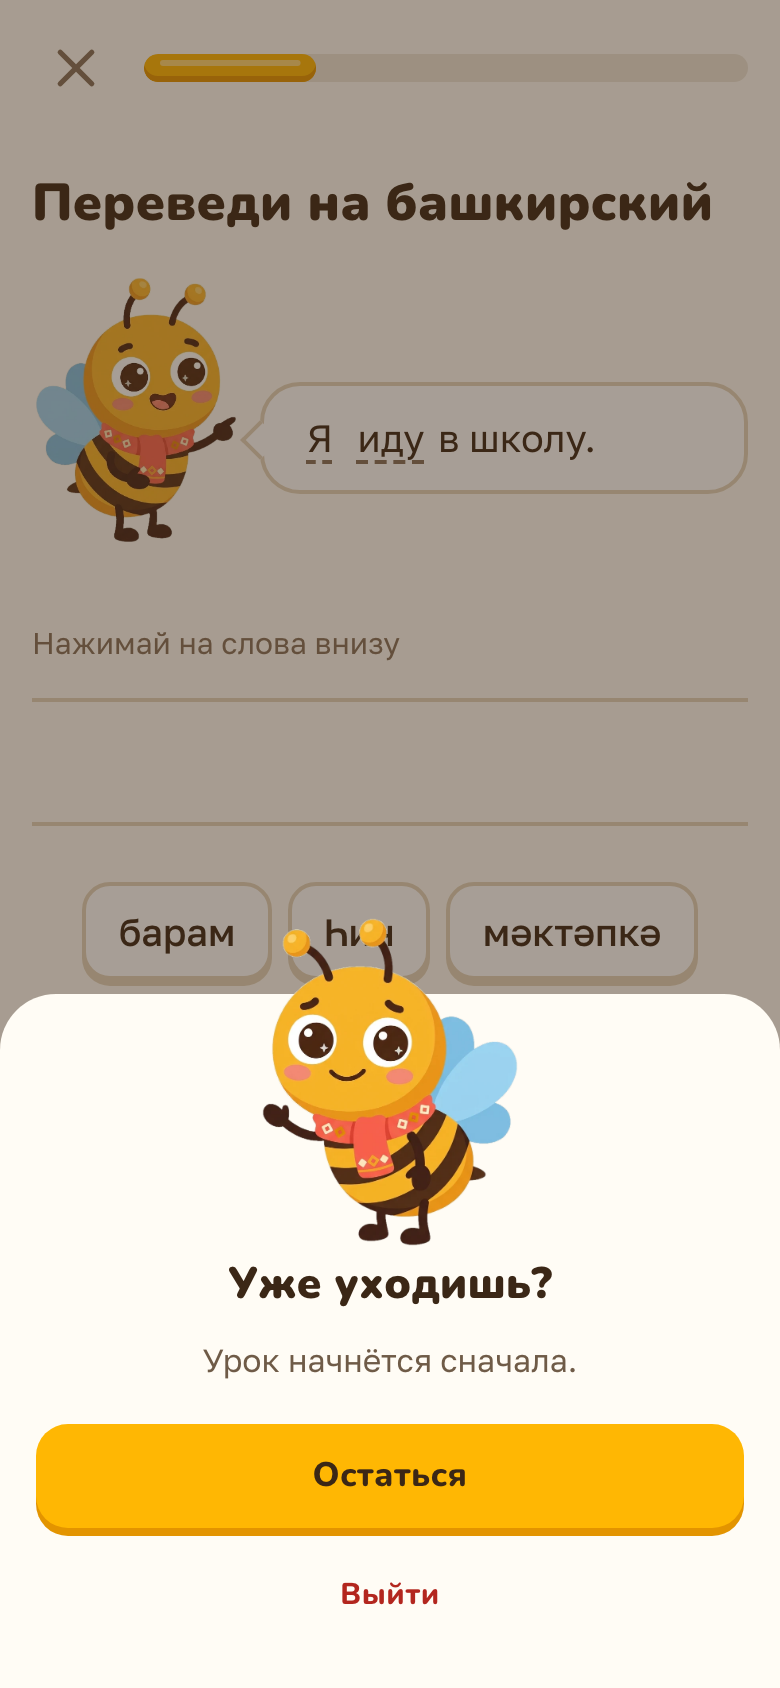 Переведи на башкирский
Я иду в школу.
Нажимай на слова внизу
барам
мәктәпкә
Уже уходишь?
Урок начнётся сначала.
Остаться
Выйти